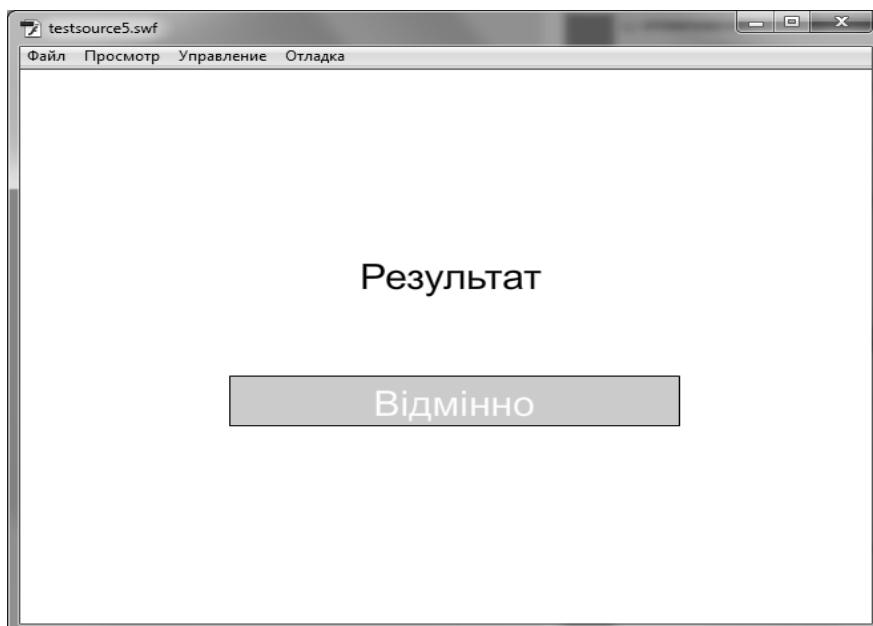 testsource5.swf
Файл Просмотр Управление Отладка
Результат
Відмінно